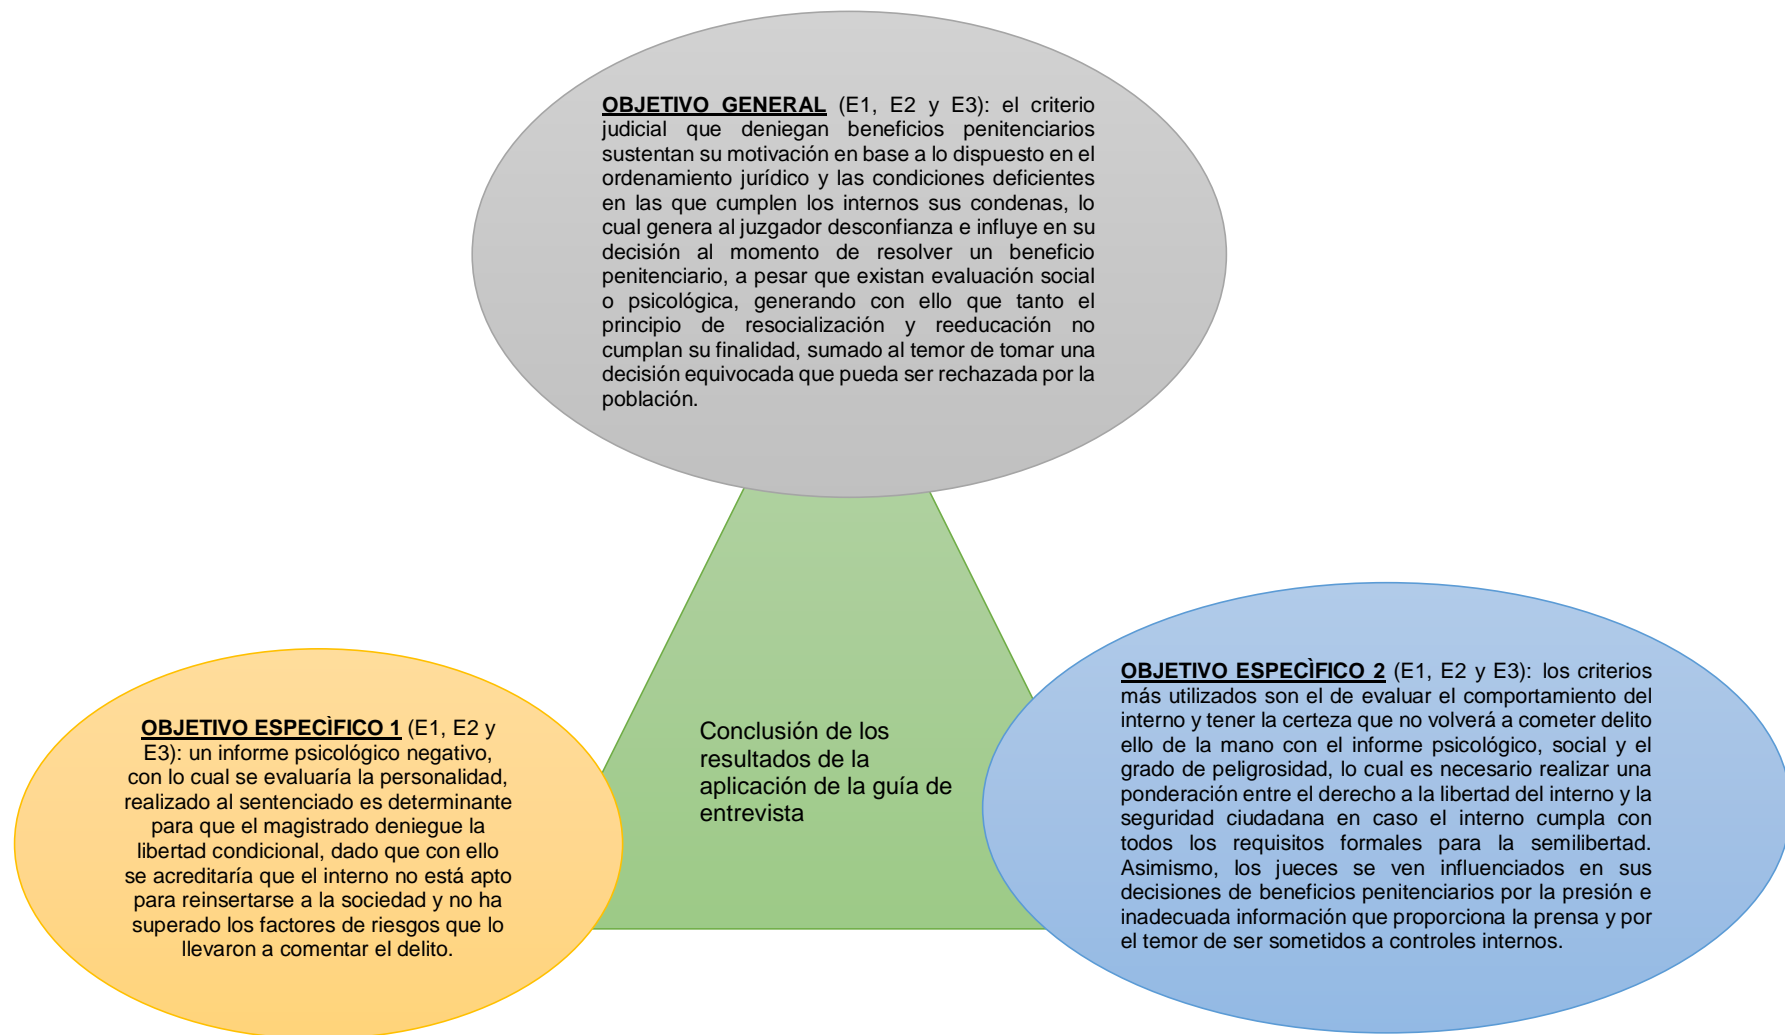 OBJETIVO GENERAL (E1, E2 y E3): el criterio
judicial que deniegan beneficios penitenciarios
sustentan su motivación en base a lo dispuesto en el
ordenamiento jurídico y las condiciones deficientes
en las que cumplen los internos sus condenas, lo
cual genera al juzgador desconfianza e influye en su
decisión al momento de resolver un beneficio
penitenciario, a pesar que existan evaluación social
o psicológica, generando con ello que tanto el
principio de resocialización y reeducación no
cumplan su finalidad, sumado al temor de tomar una
decisión equivocada que pueda ser rechazada por la
población.
OBJETIVO ESPECÌFICO 1 (E1, E2 y
E3): un informe psicológico negativo,
con lo cual se evaluaría la personalidad,
realizado al sentenciado es determinante
para que el magistrado deniegue la
libertad condicional, dado que con ello
se acreditaría que el interno no está apto
para reinsertarse a la sociedad y no ha
superado los factores de riesgos que lo
llevaron a comentar el delito.
Conclusión de los
resultados de la
aplicación de la guía de
entrevista
OBJETIVO ESPECÌFICO 2 (E1, E2 y E3): los criterios
más utilizados son el de evaluar el comportamiento del
interno y tener la certeza que no volverá a cometer delito
ello de la mano con el informe psicológico, social y el
grado de peligrosidad, lo cual es necesario realizar una
ponderación entre el derecho a la libertad del interno y la
seguridad ciudadana en caso el interno cumpla con
todos los requisitos formales para la semilibertad.
Asimismo, los jueces se ven influenciados en sus
decisiones de beneficios penitenciarios por la presión e
inadecuada información que proporciona la prensa y por
el temor de ser sometidos a controles internos.